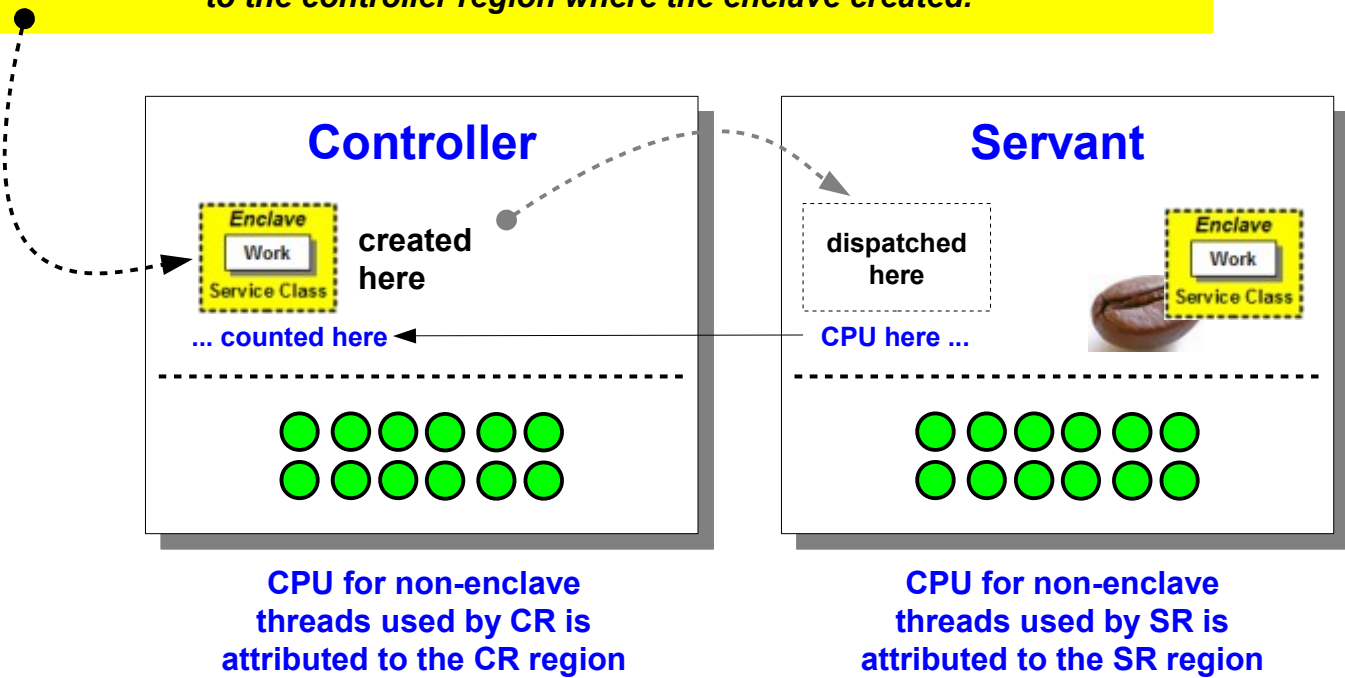 to the controller region where the enclave created.
Controller
Servant
Enclave
Work
Service Class
created
here
dispatched
here
Enclave
Work
Service Class
... counted here
CPU here ...
CPU for non-enclave
threads used by CR is
attributed to the CR region
CPU for non-enclave
threads used by SR is
attributed to the SR region